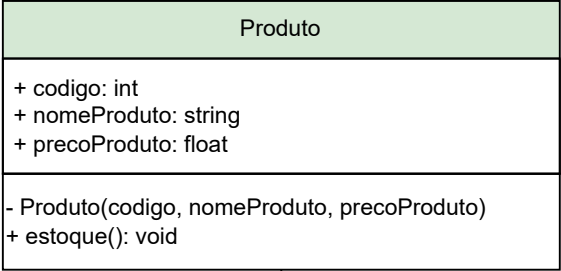 Produto
+ codigo: int
+ nomeProduto: string
+ precoProduto: float
- Produto(codigo, nomeProduto, precoProduto)
+ estoque(): void